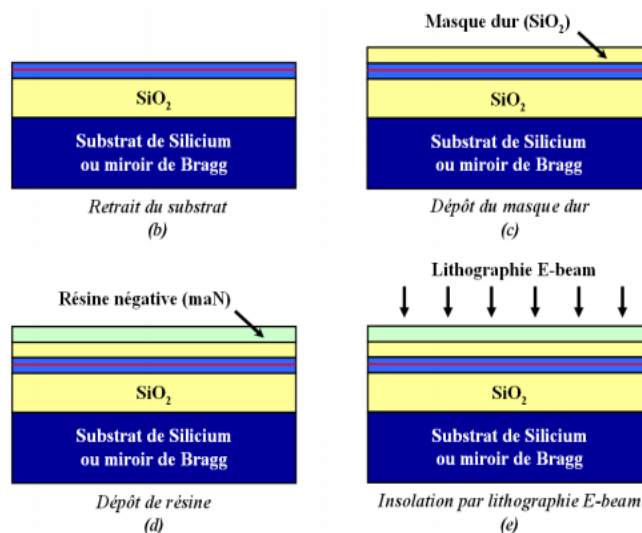 SiO₂
Substrat de Silicium
ou miroir de Bragg
Retrait du substrat
(b)
Masque dur (SiO₂)
SiO₂
Substrat de Silicium
ou miroir de Bragg
Dépôt du masque dur
(c)
Résine négative (maN)
SiO₂
Substrat de Silicium
ou miroir de Bragg
Dépôt de résine
(d)
Lithographie E-beam
SiO₂
Substrat de Silicium
ou miroir de Bragg
Insolation par lithographie E-beam
(e)